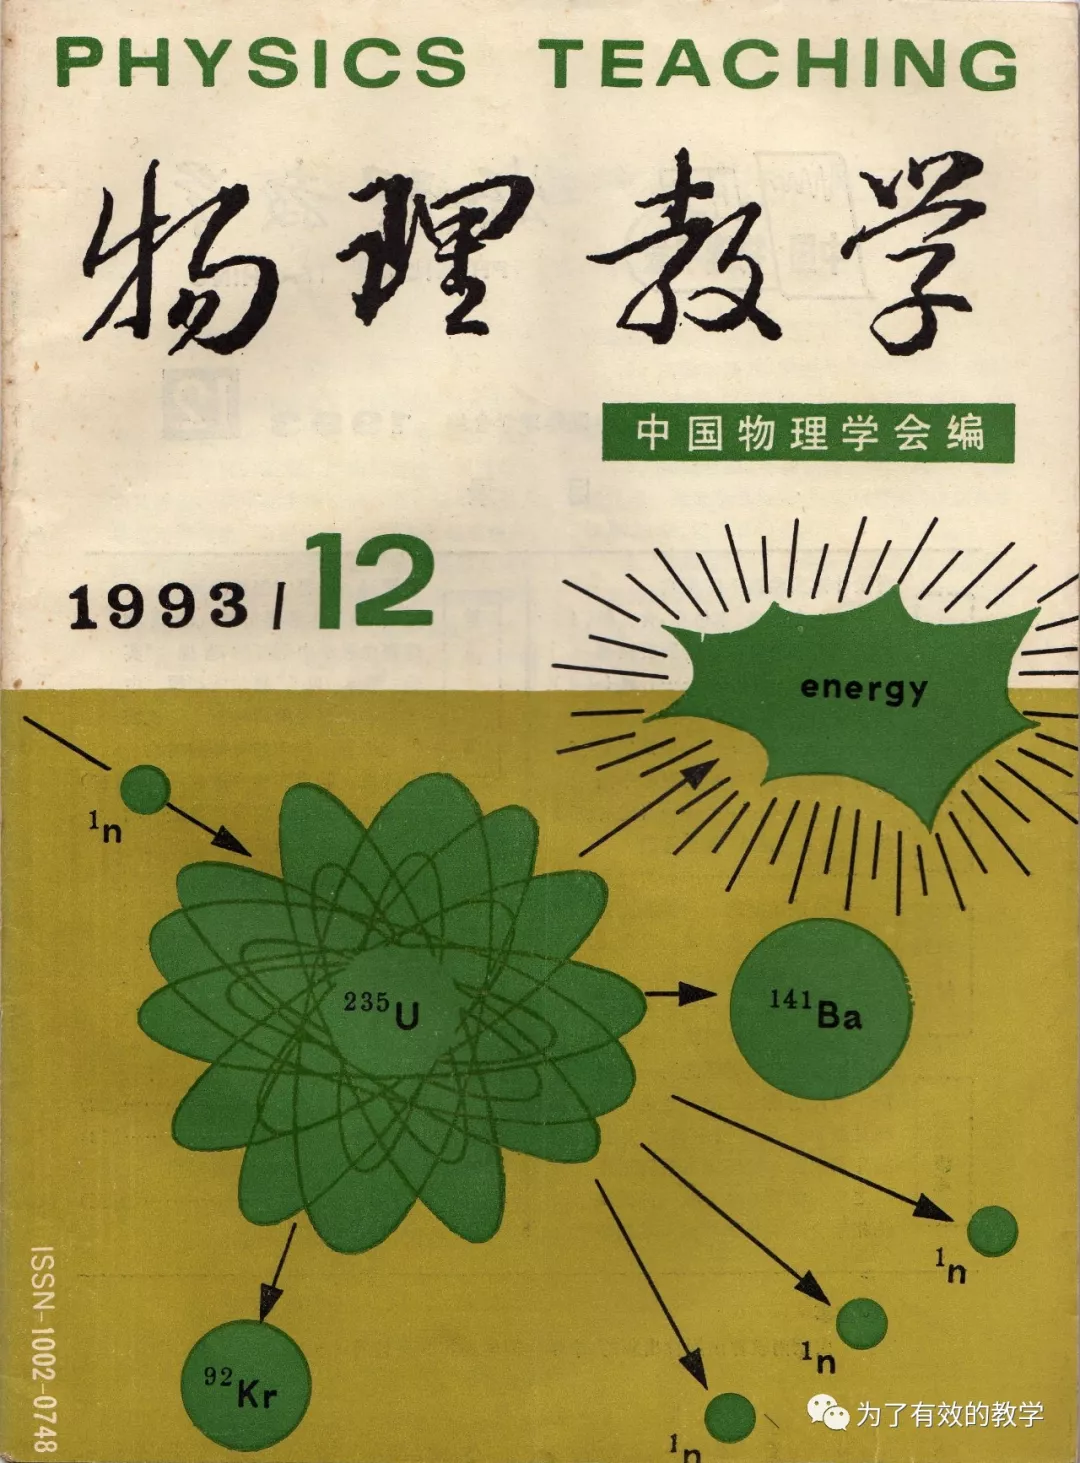 PHYSICS TEACHING
物理教学
中国物理学会编
1993/12
energy
¹n
²³⁵U
¹⁴¹Ba
¹n
¹n
⁹²Kr
¹n
ISSN-1002-0748
为了有效的教学